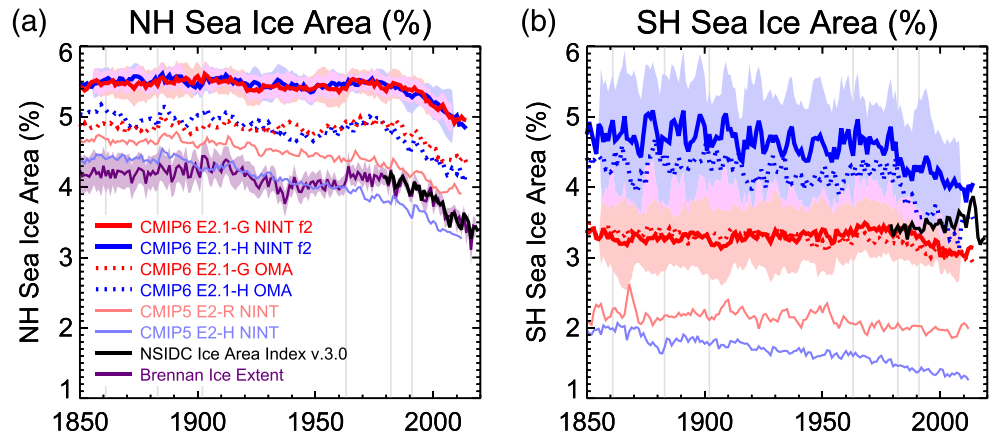 (a) NH Sea Ice Area (%)
NH Sea Ice Area (%)
6
5
4
3
2
1
1850 1900 1950 2000
CMIP6 E2.1-G NINT f2
CMIP6 E2.1-H NINT f2
CMIP6 E2.1-G OMA
CMIP6 E2.1-H OMA
CMIP5 E2-R NINT
CMIP5 E2-H NINT
NSIDC Ice Area Index v.3.0
Brennan Ice Extent
(b) SH Sea Ice Area (%)
SH Sea Ice Area (%)
6
5
4
3
2
1
1850 1900 1950 2000